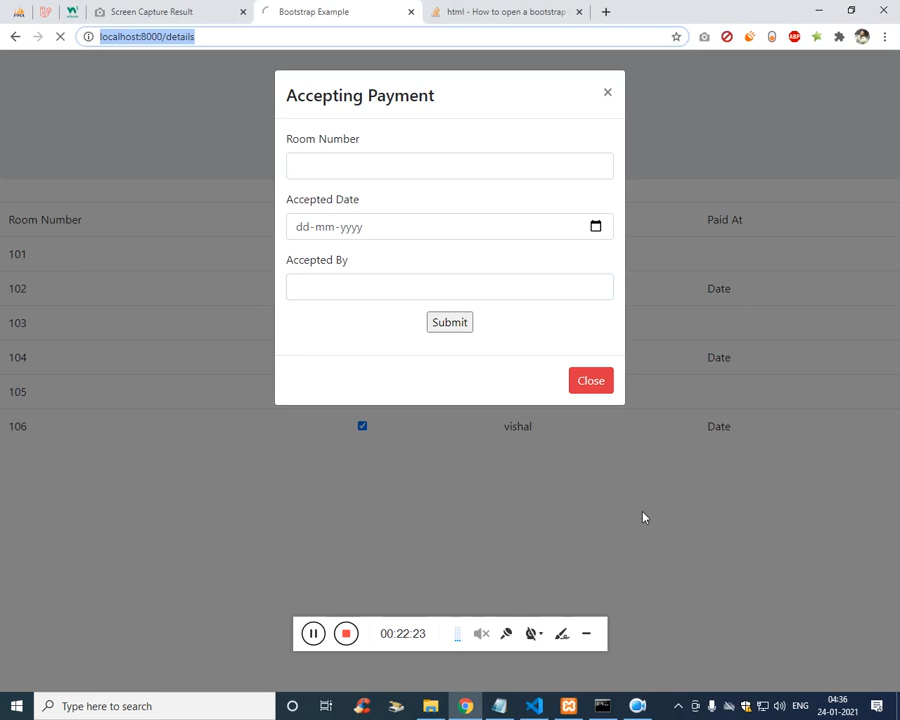 Screen Capture Result
Bootstrap Example
html - How to open a bootstrap
localhost:8000/details
ABP
Accepting Payment
×
Room Number
Accepted Date
dd-mm-yyyy
Accepted By
Submit
Close
Room Number
Paid At
101
102
Date
103
104
Date
105
106
vishal
Date
00:22:23
Type here to search
ENG
04:36
24-01-2021